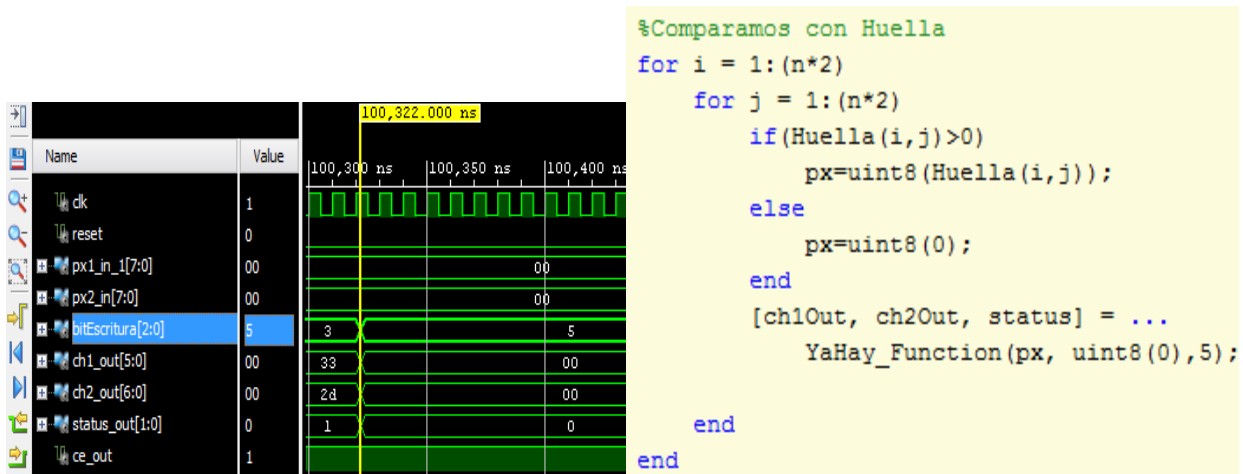 100,322.000 ns
Name Value
100,300 ns 100,350 ns 100,400 ns
clk 1
reset 0
px1_in_1[7:0] 00 00
px2_in[7:0] 00 00
bitEscritura[2:0] 5 3 5
ch1_out[5:0] 00 33 00
ch2_out[6:0] 00 2d 00
status_out[1:0] 0 1 0
ce_out 1
%Comparamos con Huella
for i = 1:(n*2)
for j = 1:(n*2)
if(Huella(i,j)>0)
px=uint8(Huella(i,j));
else
px=uint8(0);
end
[ch1Out, ch2Out, status] = ...
YaHay_Function(px, uint8(0),5);
end
end